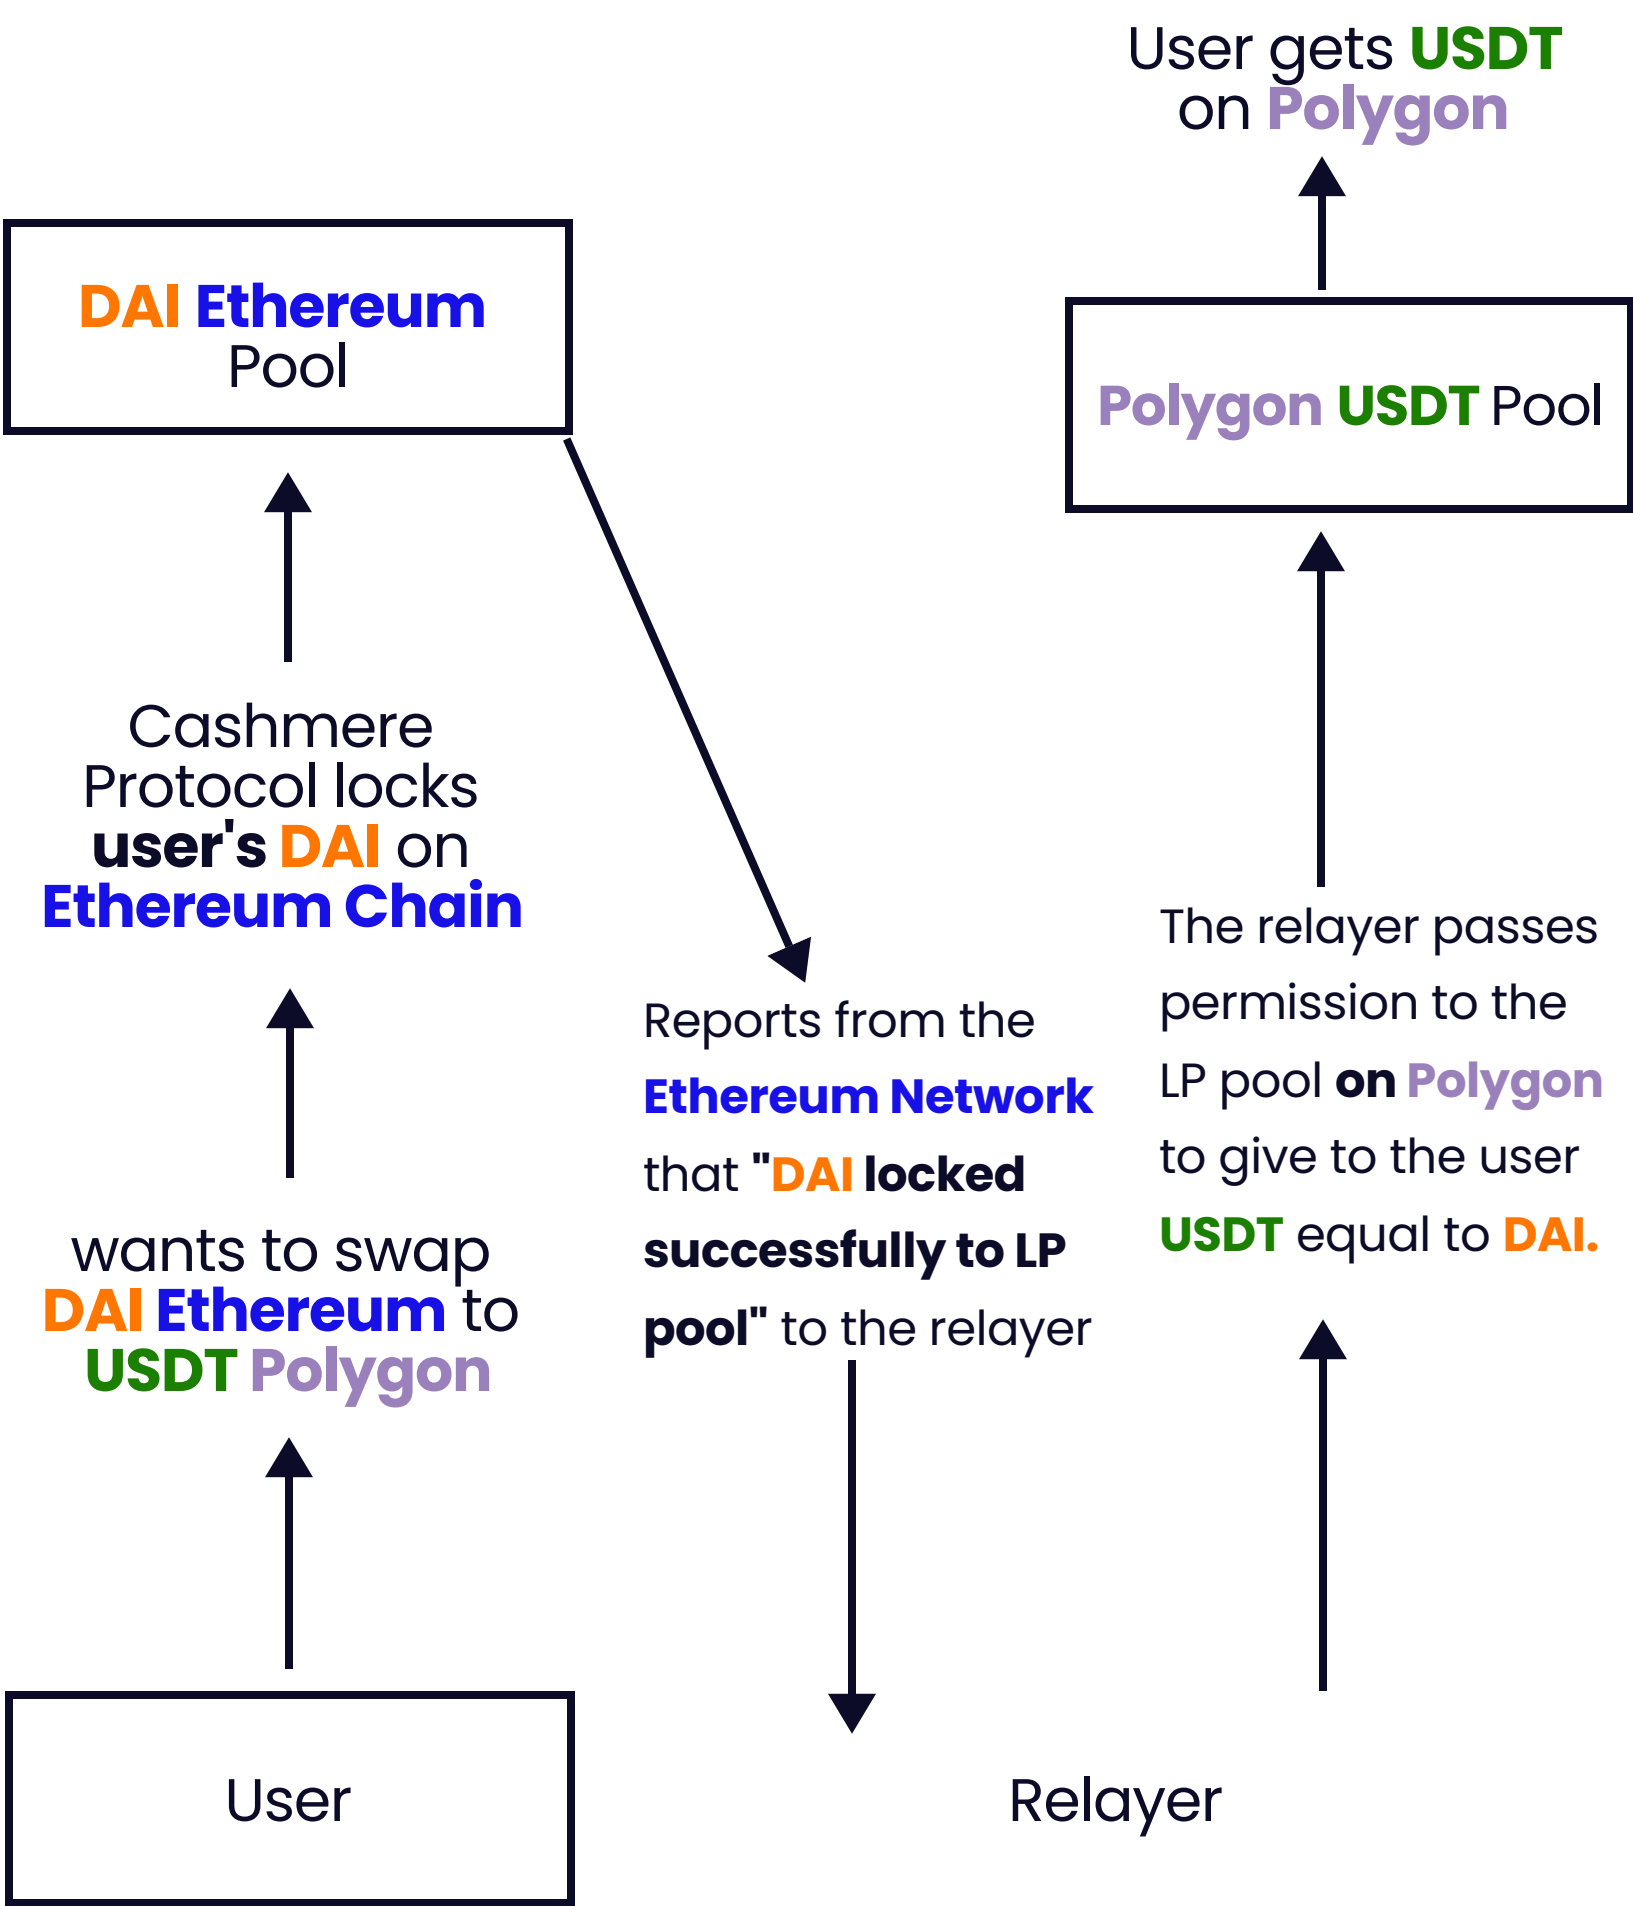 User gets USDT
on Polygon
DAI Ethereum
Pool
Polygon USDT Pool
Cashmere
Protocol locks
user's DAI on
Ethereum Chain
wants to swap
DAI Ethereum to
USDT Polygon
User
Reports from the
Ethereum Network
that "DAI locked
successfully to LP
pool" to the relayer
The relayer passes
permission to the
LP pool on Polygon
to give to the user
USDT equal to DAI.
Relayer